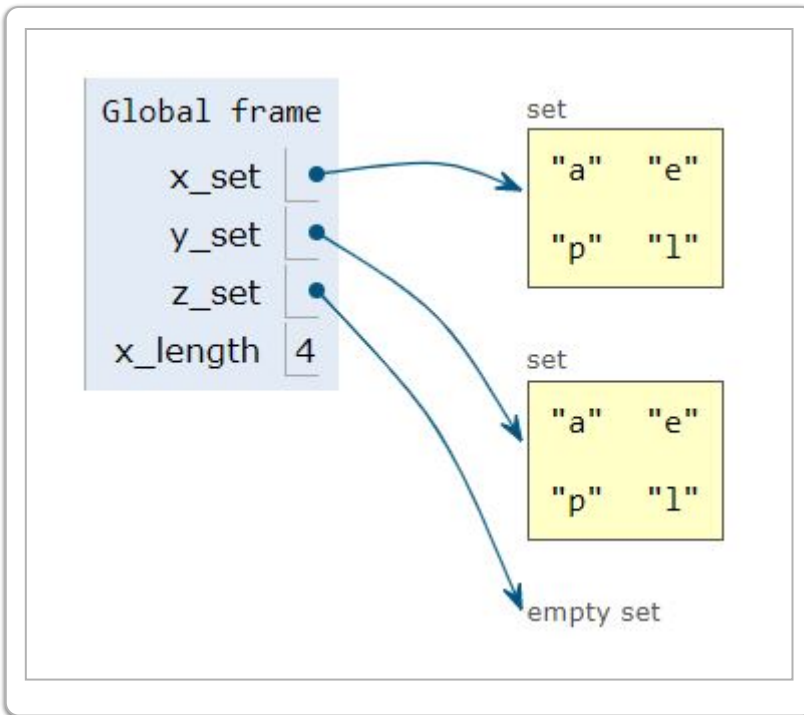 Global frame
x_set
y_set
z_set
x_length 4
set
"a" "e"
"p" "l"
set
"a" "e"
"p" "l"
empty set